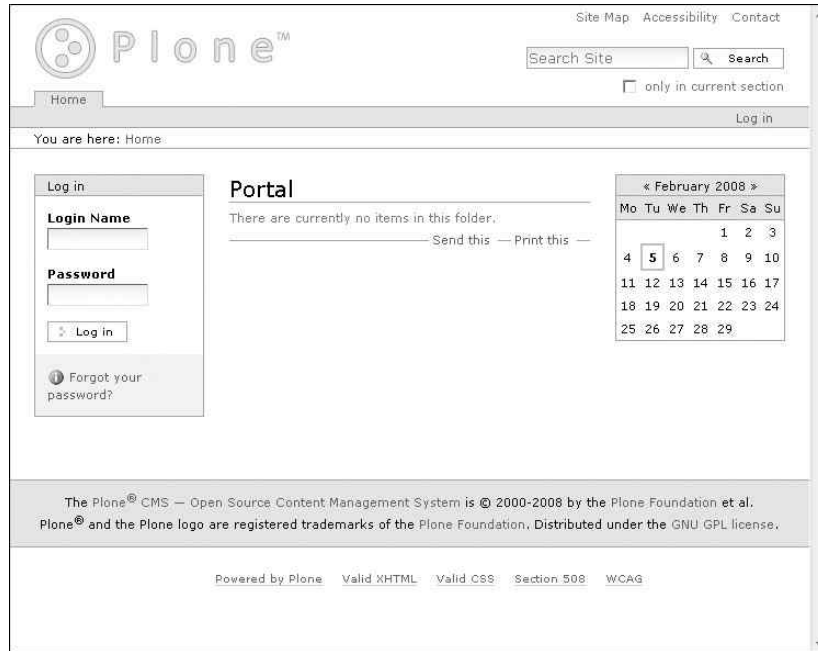 Site Map Accessibility Contact
Plone™
Search Site Search
only in current section
Home
Log in
You are here: Home
Log in
Login Name
Password
Log in
Forgot your
password?
Portal
There are currently no items in this folder.
Send this — Print this —
« February 2008 »
Mo Tu We Th Fr Sa Su
1 2 3
4 5 6 7 8 9 10
11 12 13 14 15 16 17
18 19 20 21 22 23 24
25 26 27 28 29
The Plone® CMS — Open Source Content Management System is © 2000-2008 by the Plone Foundation et al.
Plone® and the Plone logo are registered trademarks of the Plone Foundation. Distributed under the GNU GPL license.
Powered by Plone Valid XHTML Valid CSS Section 508 WCAG